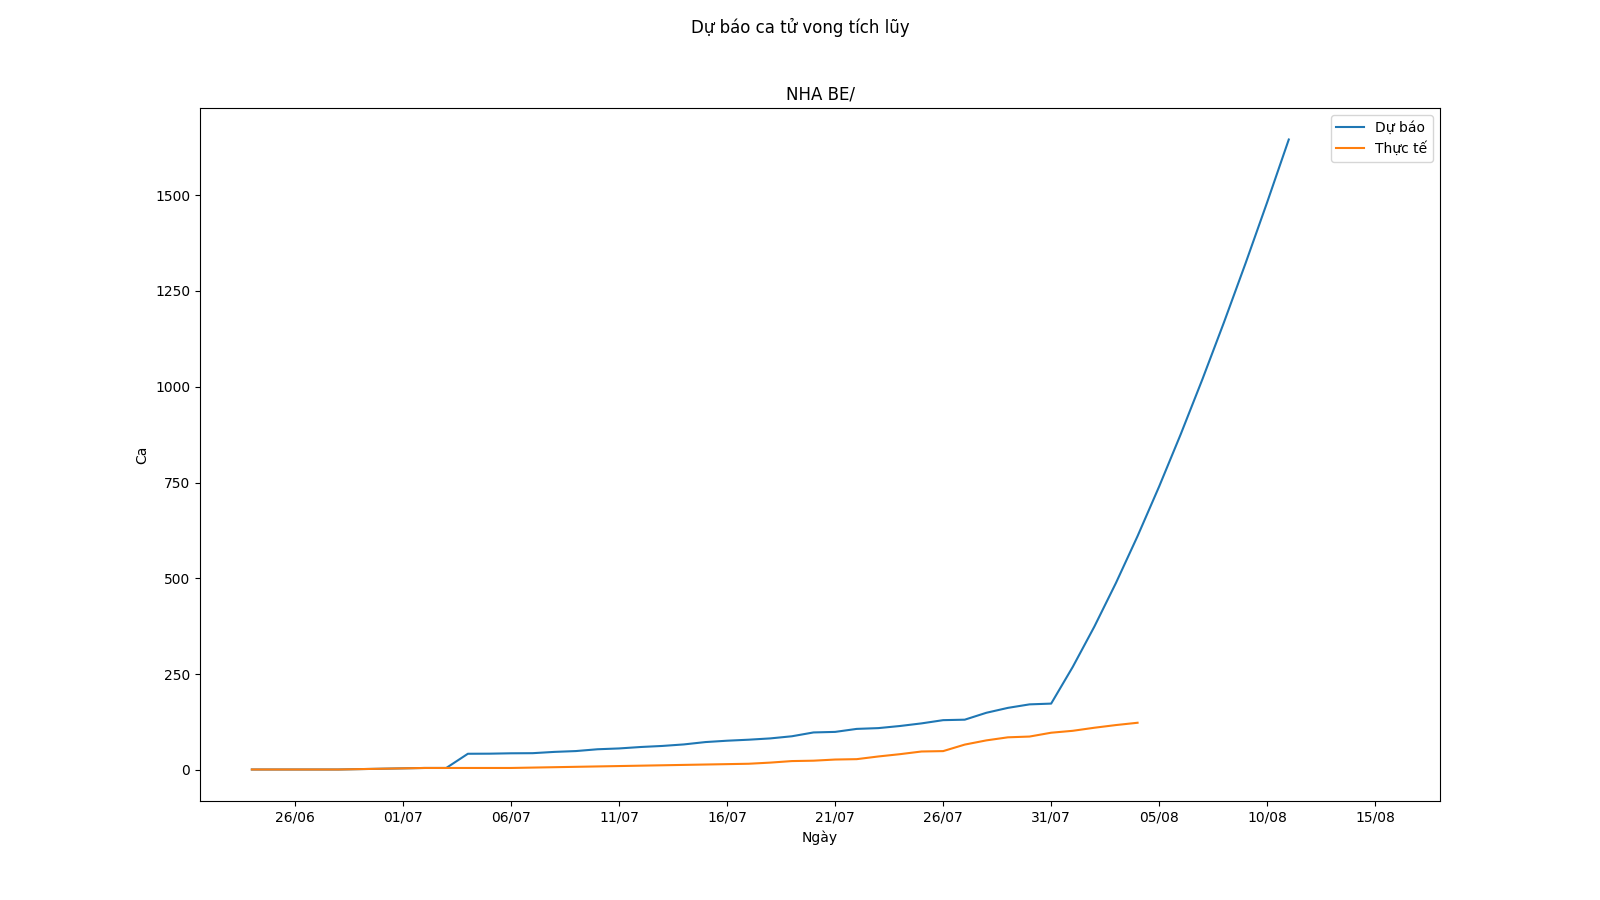 Dự báo ca tử vong tích lũy
NHA BE/
Dự báo
Thực tế
1500
1250
1000
750
500
250
0
Ca
26/06 01/07 06/07 11/07 16/07 21/07 26/07 31/07 05/08 10/08 15/08
Ngày